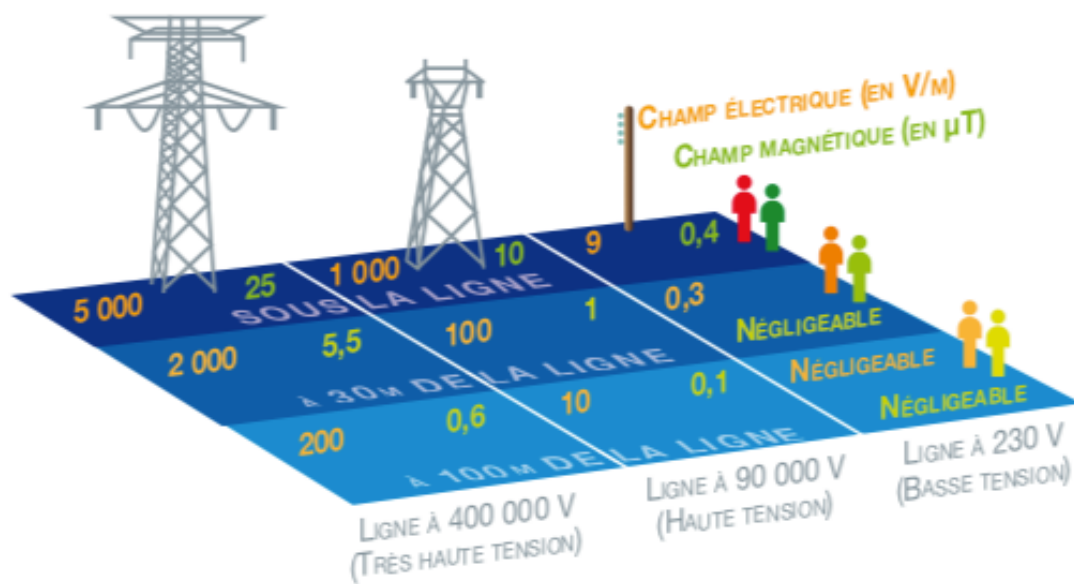 CHAMP ÉLECTRIQUE (EN V/M)
CHAMP MAGNÉTIQUE (EN µT)
5 000 25 1 000 10 9 0,4
SOUS LA LIGNE
2 000 5,5 100 1 0,3 NÉGLIGEABLE
À 30M DE LA LIGNE
200 0,6 10 0,1 NÉGLIGEABLE NÉGLIGEABLE
À 100M DE LA LIGNE
LIGNE À 400 000 V
(TRÈS HAUTE TENSION)
LIGNE À 90 000 V
(HAUTE TENSION)
LIGNE À 230 V
(BASSE TENSION)